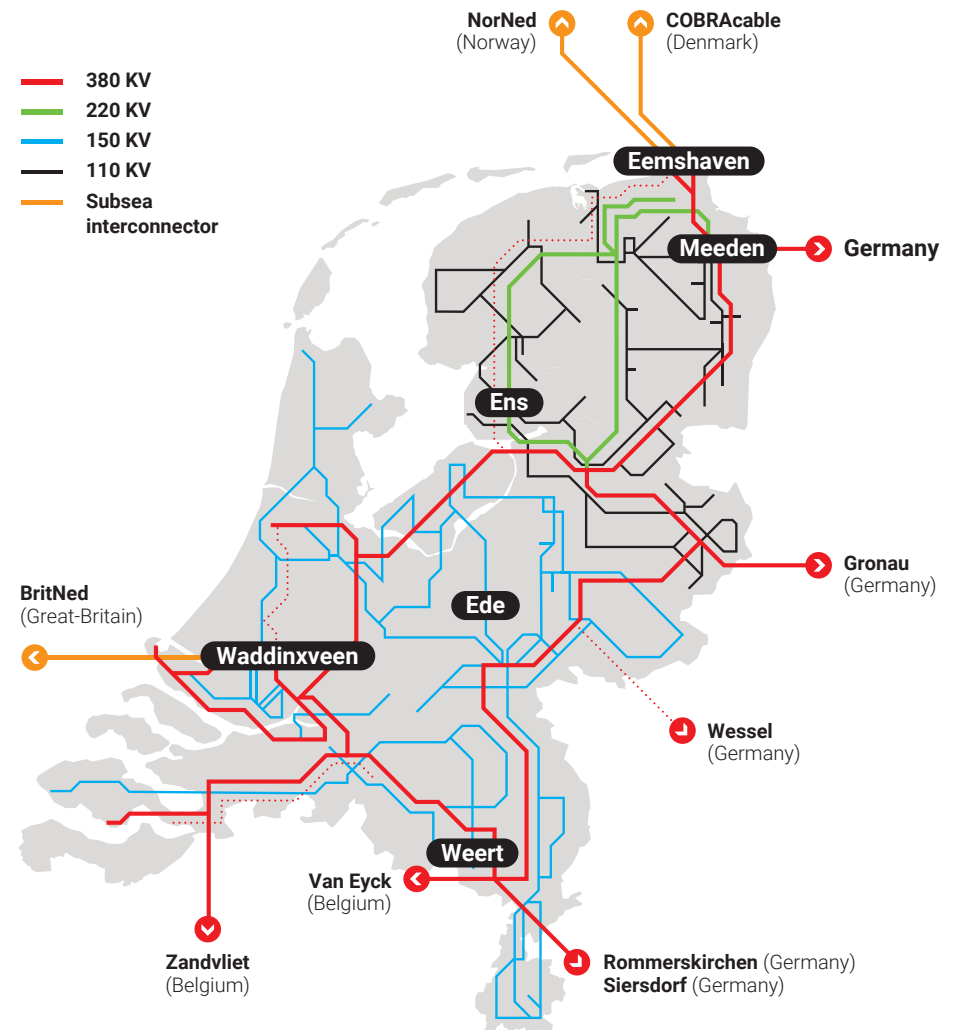 NorNed
(Norway)
COBRAcable
(Denmark)
380 KV
220 KV
150 KV
110 KV
Subsea
interconnector
Eemshaven
Meeden
Germany
Ens
Gronau
(Germany)
BritNed
(Great-Britain)
Ede
Waddinxveen
Wessel
(Germany)
Weert
Van Eyck
(Belgium)
Zandvliet
(Belgium)
Rommerskirchen (Germany)
Siersdorf (Germany)